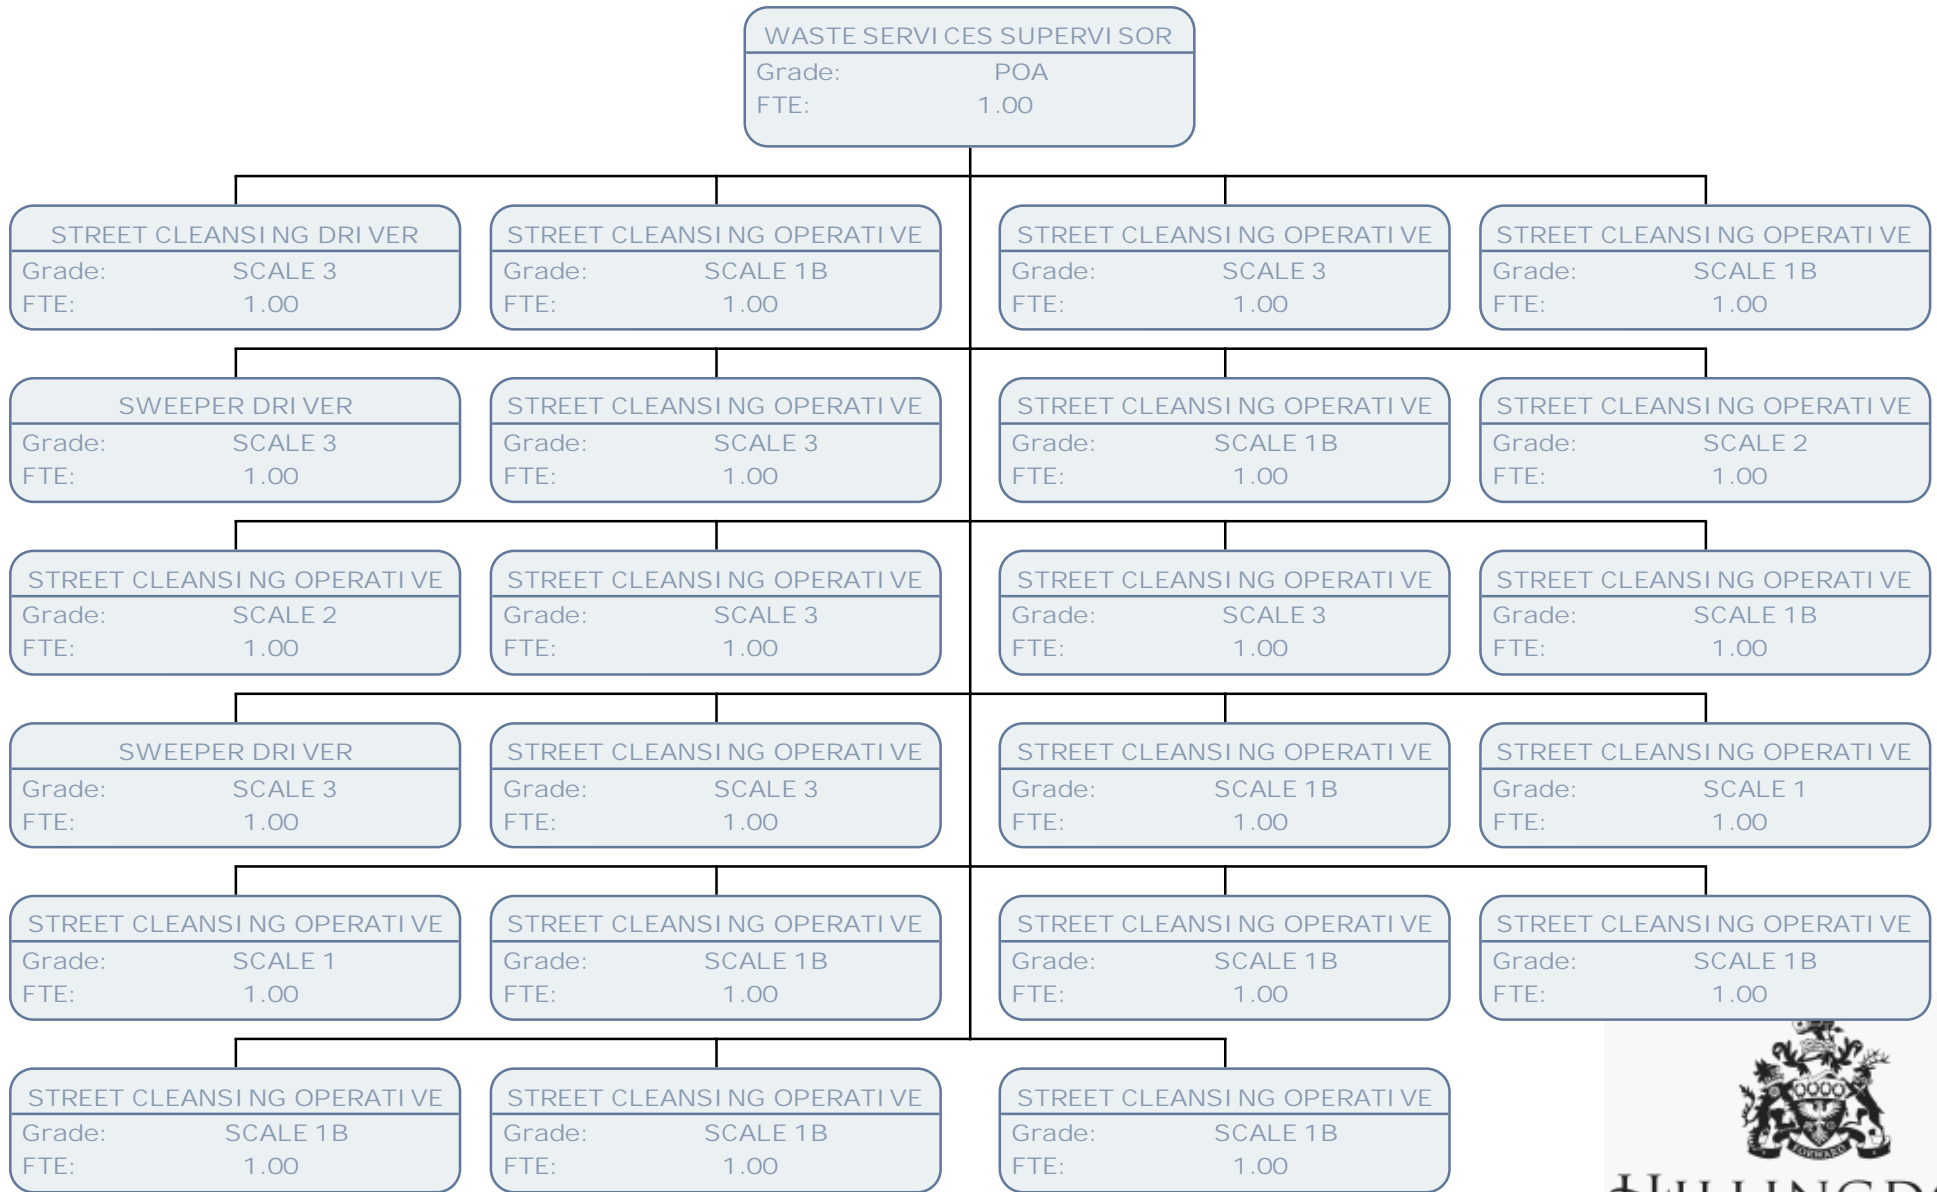 WASTE SERVICES SUPERVISOR
Grade: POA
FTE: 1.00
STREET CLEANSING DRIVER
Grade: SCALE 3
FTE: 1.00
STREET CLEANSING OPERATIVE
Grade: SCALE 1B
FTE: 1.00
STREET CLEANSING OPERATIVE
Grade: SCALE 3
FTE: 1.00
STREET CLEANSING OPERATIVE
Grade: SCALE 1B
FTE: 1.00
SWEEPER DRIVER
Grade: SCALE 3
FTE: 1.00
STREET CLEANSING OPERATIVE
Grade: SCALE 3
FTE: 1.00
STREET CLEANSING OPERATIVE
Grade: SCALE 1B
FTE: 1.00
STREET CLEANSING OPERATIVE
Grade: SCALE 2
FTE: 1.00
STREET CLEANSING OPERATIVE
Grade: SCALE 2
FTE: 1.00
STREET CLEANSING OPERATIVE
Grade: SCALE 3
FTE: 1.00
STREET CLEANSING OPERATIVE
Grade: SCALE 3
FTE: 1.00
STREET CLEANSING OPERATIVE
Grade: SCALE 1B
FTE: 1.00
SWEEPER DRIVER
Grade: SCALE 3
FTE: 1.00
STREET CLEANSING OPERATIVE
Grade: SCALE 3
FTE: 1.00
STREET CLEANSING OPERATIVE
Grade: SCALE 1B
FTE: 1.00
STREET CLEANSING OPERATIVE
Grade: SCALE 1
FTE: 1.00
STREET CLEANSING OPERATIVE
Grade: SCALE 1
FTE: 1.00
STREET CLEANSING OPERATIVE
Grade: SCALE 1B
FTE: 1.00
STREET CLEANSING OPERATIVE
Grade: SCALE 1B
FTE: 1.00
STREET CLEANSING OPERATIVE
Grade: SCALE 1B
FTE: 1.00
STREET CLEANSING OPERATIVE
Grade: SCALE 1B
FTE: 1.00
STREET CLEANSING OPERATIVE
Grade: SCALE 1B
FTE: 1.00
STREET CLEANSING OPERATIVE
Grade: SCALE 1B
FTE: 1.00
FORWARD